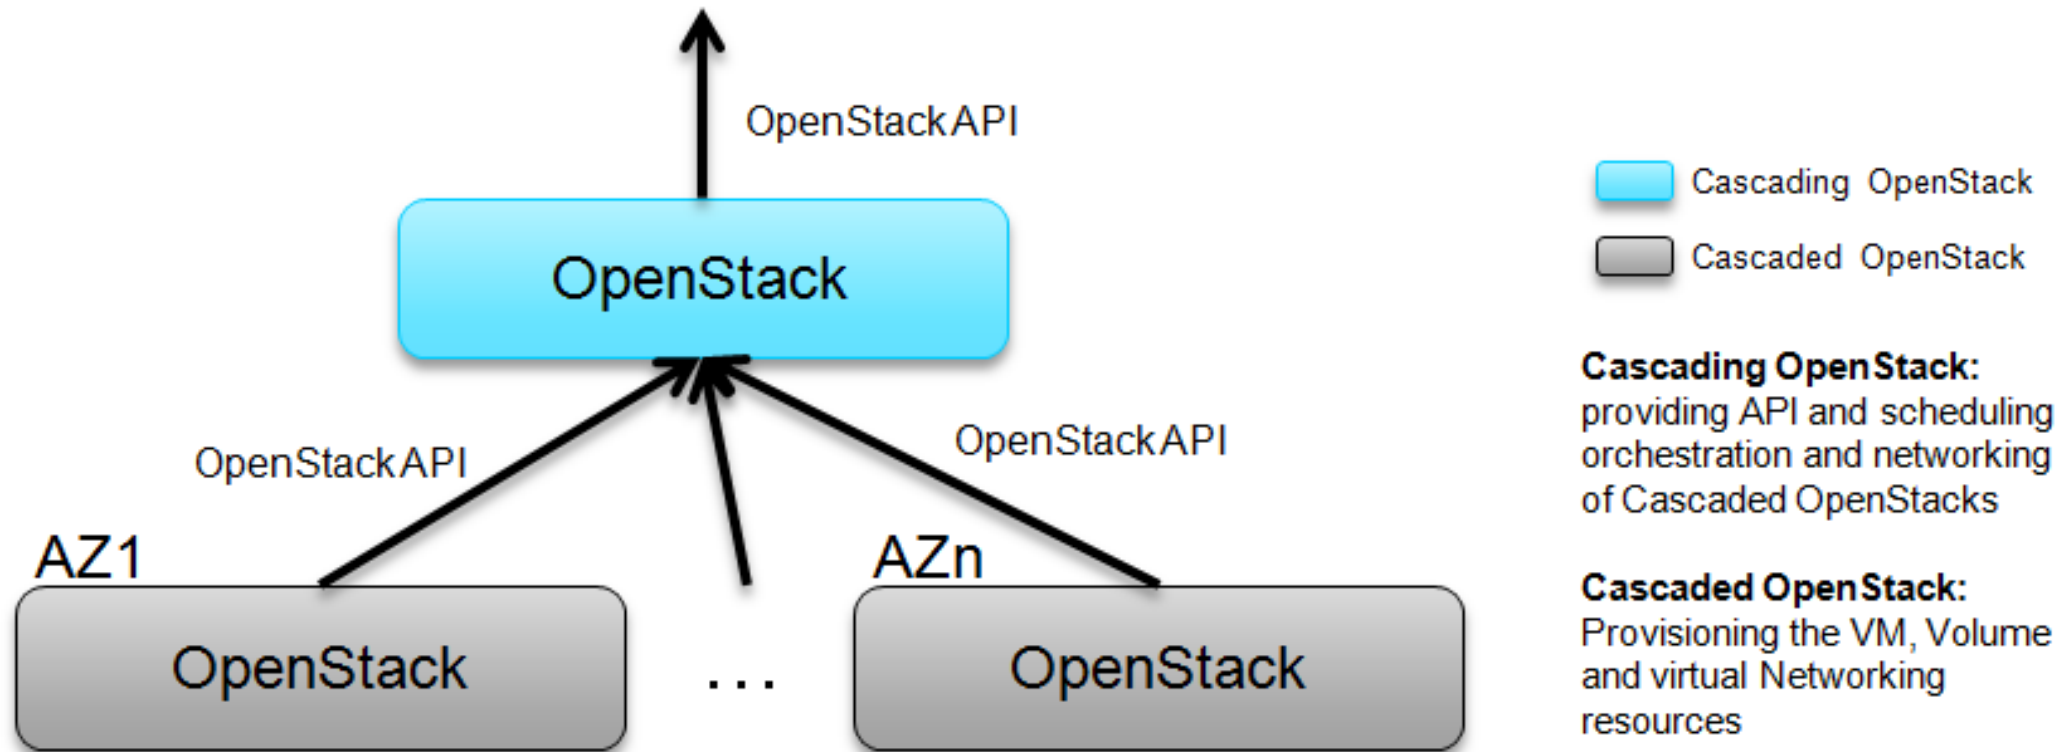 OpenStack API
Cascading OpenStack
Cascaded OpenStack
OpenStack
Cascading OpenStack:
providing API and scheduling
orchestration and networking
of Cascaded OpenStacks
OpenStack API
OpenStack API
AZ1
AZn
OpenStack
...
OpenStack
Cascaded OpenStack:
Provisioning the VM, Volume
and virtual Networking
resources